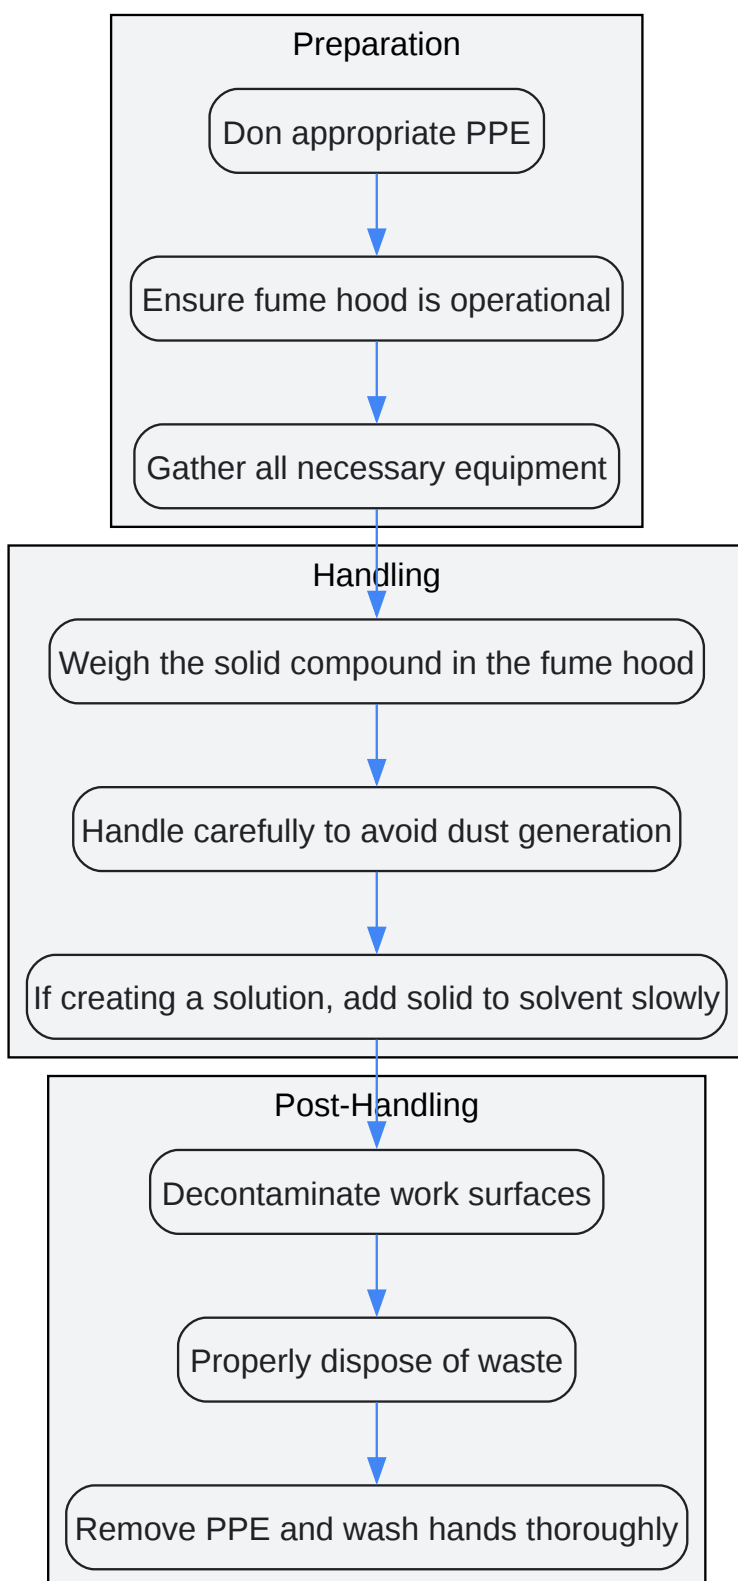 Preparation
Don appropriate PPE
Ensure fume hood is operational
Gather all necessary equipment
Handling
Weigh the solid compound in the fume hood
Handle carefully to avoid dust generation
If creating a solution, add solid to solvent slowly
Post-Handling
Decontaminate work surfaces
Properly dispose of waste
Remove PPE and wash hands thoroughly